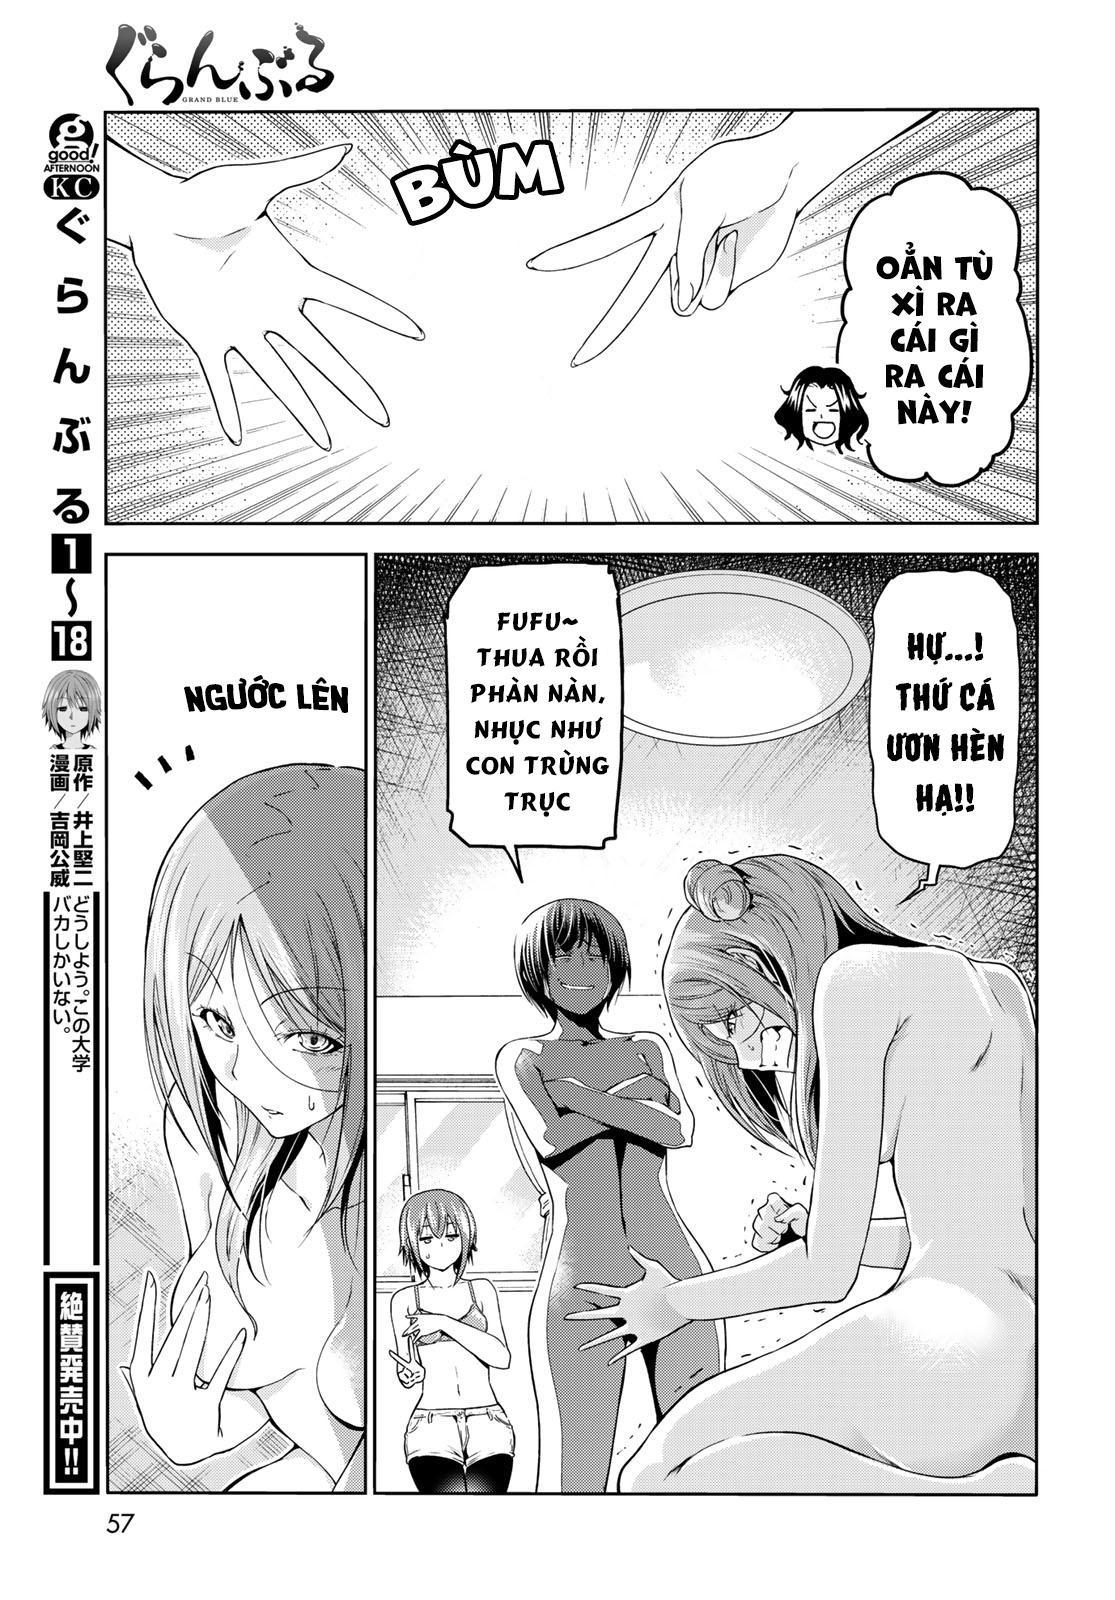 ぐらんぶる
GRAND BLUE
good!
AFTERNOON
KC
ぐらんぶる
1~18
原作/井上堅二
漫画/吉岡公威
どうしよう。この大学
バカしかいない。
絶賛発売中!!
BÙM
OẲN TÙ
XÌ RA
CÁI GÌ
RA CÁI
NÀY!
HỰ...!
THỨ CÁ
ƯƠN HÈN
HẠ!!
FUFU~
THUA RỒI
PHÀN NÀN,
NHỤC NHƯ
CON TRÙNG
TRỤC
NGƯỚC LÊN
57